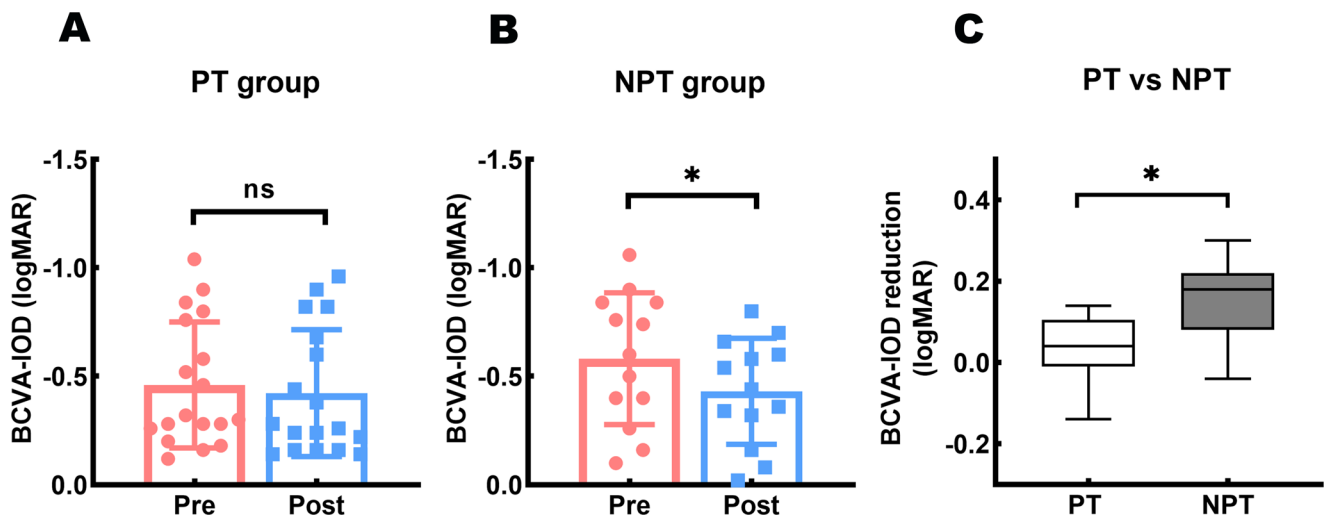 A
PT group
BCVA-IOD (logMAR)
-1.5
-1.0
-0.5
0.0
ns
Pre
Post
B
NPT group
BCVA-IOD (logMAR)
-1.5
-1.0
-0.5
0.0
*
Pre
Post
C
PT vs NPT
BCVA-IOD reduction
(logMAR)
0.4
0.2
0.0
-0.2
*
PT
NPT